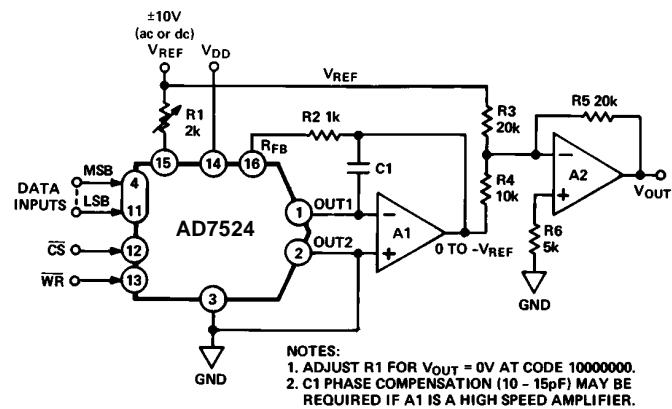 ±10V
(ac or dc)
VREF
VDD
VREF
R1
2k
R2 1k
RFB
C1
R3
20k
R4
10k
R5 20k
15
14
16
MSB
4
DATA
INPUTS
LSB
11
AD7524
1
OUT1
2
OUT2
A1
0 TO -VREF
A2
VOUT
R6
5k
GND
CS
12
WR
13
3
GND
NOTES:
1. ADJUST R1 FOR VOUT = 0V AT CODE 10000000.
2. C1 PHASE COMPENSATION (10 – 15pF) MAY BE
REQUIRED IF A1 IS A HIGH SPEED AMPLIFIER.